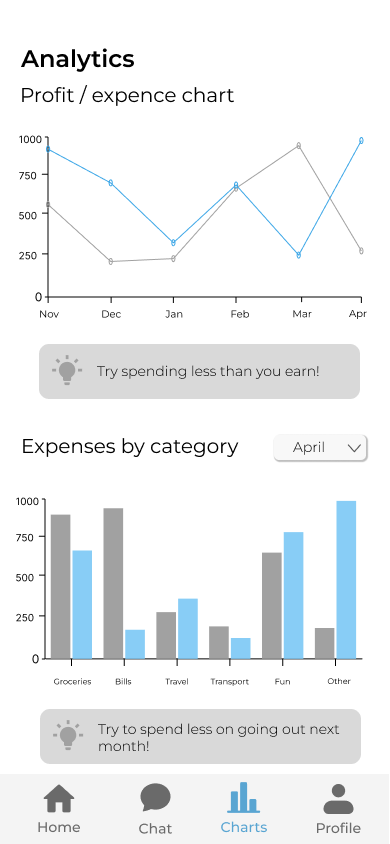 Analytics
Profit / expence chart
1000
750
500
250
0
Nov Dec Jan Feb Mar Apr
Try spending less than you earn!
Expenses by category April
1000
750
500
250
0
Groceries Bills Travel Transport Fun Other
Try to spend less on going out next
month!
Home Chat Charts Profile